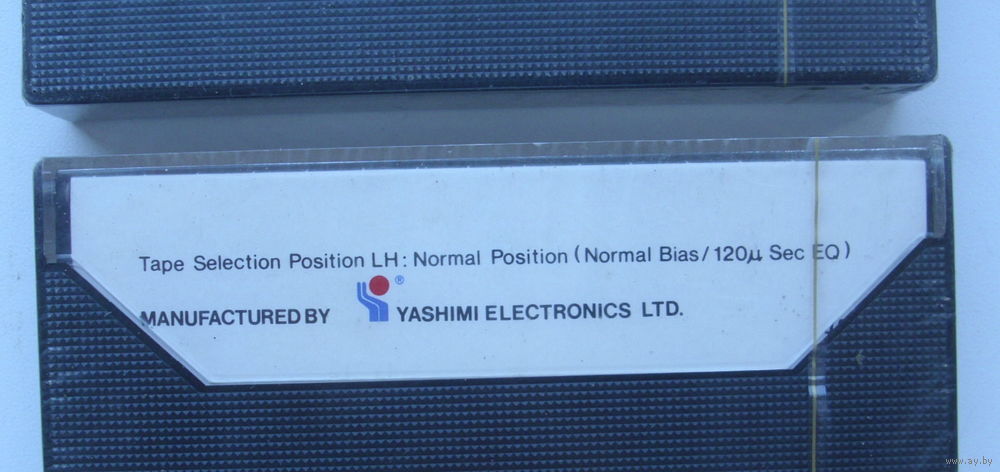 Tape Selection Position LH: Normal Position (Normal Bias/120μ Sec EQ)
MANUFACTURED BY ® YASHIMI ELECTRONICS LTD.
www.ay.by